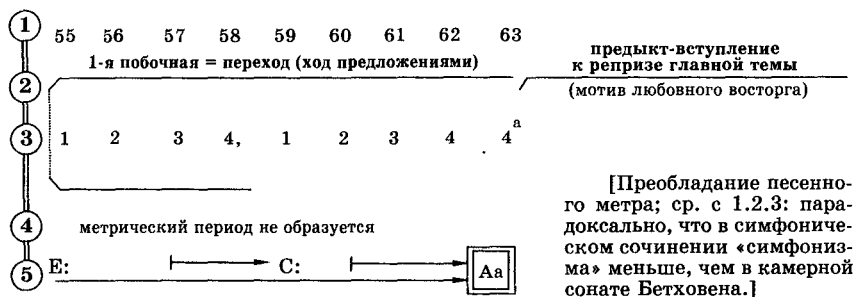 1 55 56 57 58 59 60 61 62 63
1-я побочная = переход (ход предложениями)
предыкт-вступление
к репризе главной темы
(мотив любовного восторга)
2
3 1 2 3 4, 1 2 3 4 4а
[Преобладание песенно-
го метра; ср. с 1.2.3: пара-
доксально, что в симфониче-
ском сочинении «симфониз-
ма» меньше, чем в камерной
сонате Бетховена.]
4 метрический период не образуется
5 E: C: Aa